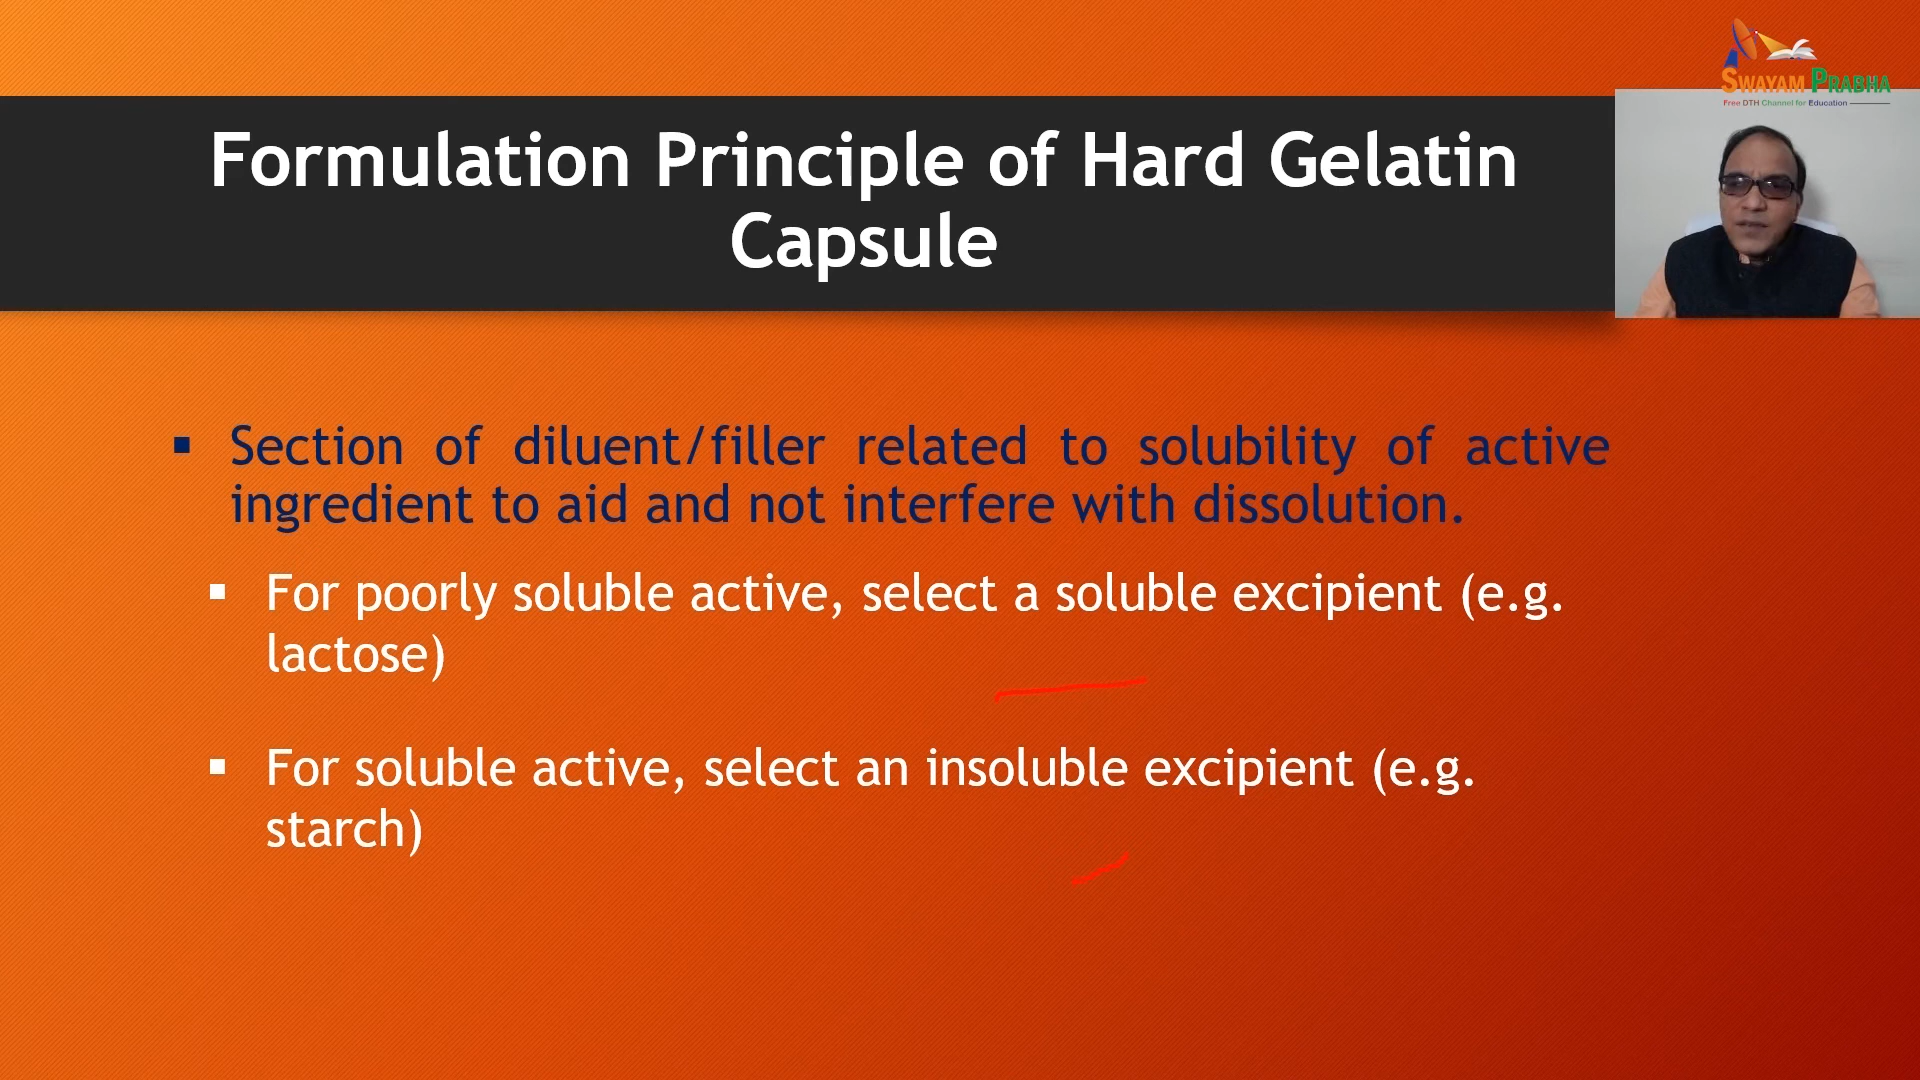 SWAYAM PRABHA
Free DTH Channel for Education
Formulation Principle of Hard Gelatin
Capsule
Section of diluent/filler related to solubility of active
ingredient to aid and not interfere with dissolution.
For poorly soluble active, select a soluble excipient (e.g.
lactose)
For soluble active, select an insoluble excipient (e.g.
starch)